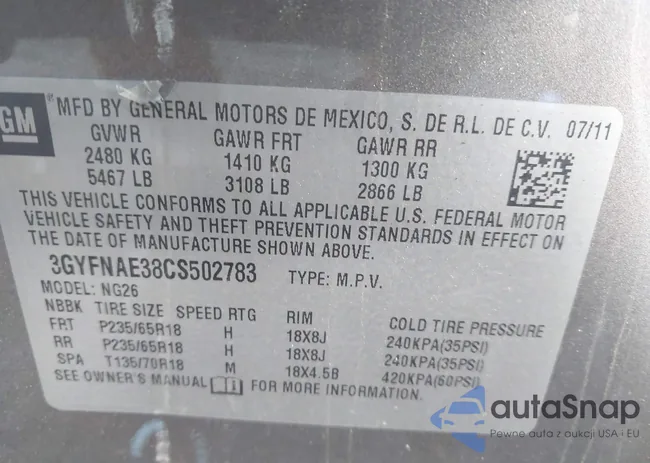 GM
MFD BY GENERAL MOTORS DE MEXICO, S. DE R.L. DE C.V. 07/11
GVWR GAWR FRT GAWR RR
2480 KG 1410 KG 1300 KG
5467 LB 3108 LB 2866 LB
THIS VEHICLE CONFORMS TO ALL APPLICABLE U.S. FEDERAL MOTOR
VEHICLE SAFETY AND THEFT PREVENTION STANDARDS IN EFFECT ON
THE DATE OF MANUFACTURE SHOWN ABOVE.
3GYFNAE38CS502783 TYPE: M.P.V.
MODEL: NG26
NBBK TIRE SIZE SPEED RTG RIM COLD TIRE PRESSURE
FRT P235/65R18 H 18X8J 240KPA(35PSI)
RR P235/65R18 H 18X8J 240KPA(35PSI)
SPA T135/70R18 M 18X4.5B 420KPA(60PSI)
SEE OWNER'S MANUAL FOR MORE INFORMATION.
autaSnap
Pewne auta z aukcji USA • EU